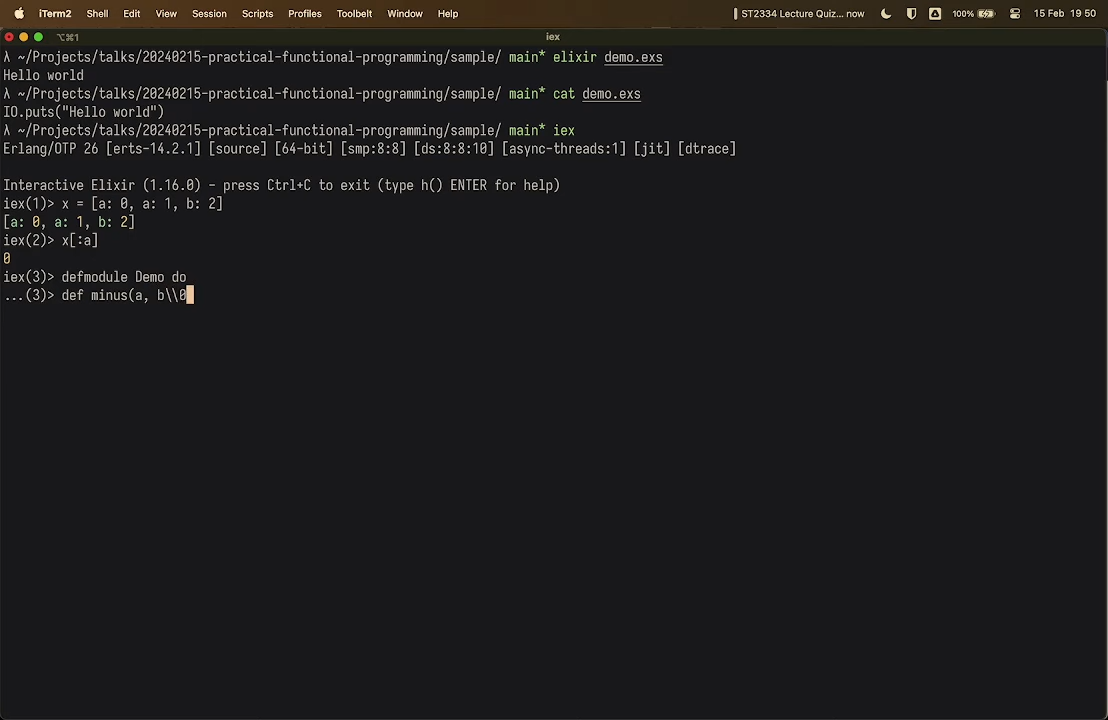 iTerm2 Shell Edit View Session Scripts Profiles Toolbelt Window Help ST2334 Lecture Quiz... now 100% 15 Feb 19 50
⌥⌘1 iex
λ ~/Projects/talks/20240215-practical-functional-programming/sample/ main* elixir demo.exs
Hello world
λ ~/Projects/talks/20240215-practical-functional-programming/sample/ main* cat demo.exs
IO.puts("Hello world")
λ ~/Projects/talks/20240215-practical-functional-programming/sample/ main* iex
Erlang/OTP 26 [erts-14.2.1] [source] [64-bit] [smp:8:8] [ds:8:8:10] [async-threads:1] [jit] [dtrace]
Interactive Elixir (1.16.0) - press Ctrl+C to exit (type h() ENTER for help)
iex(1)> x = [a: 0, a: 1, b: 2]
[a: 0, a: 1, b: 2]
iex(2)> x[:a]
0
iex(3)> defmodule Demo do
...(3)> def minus(a, b\\0